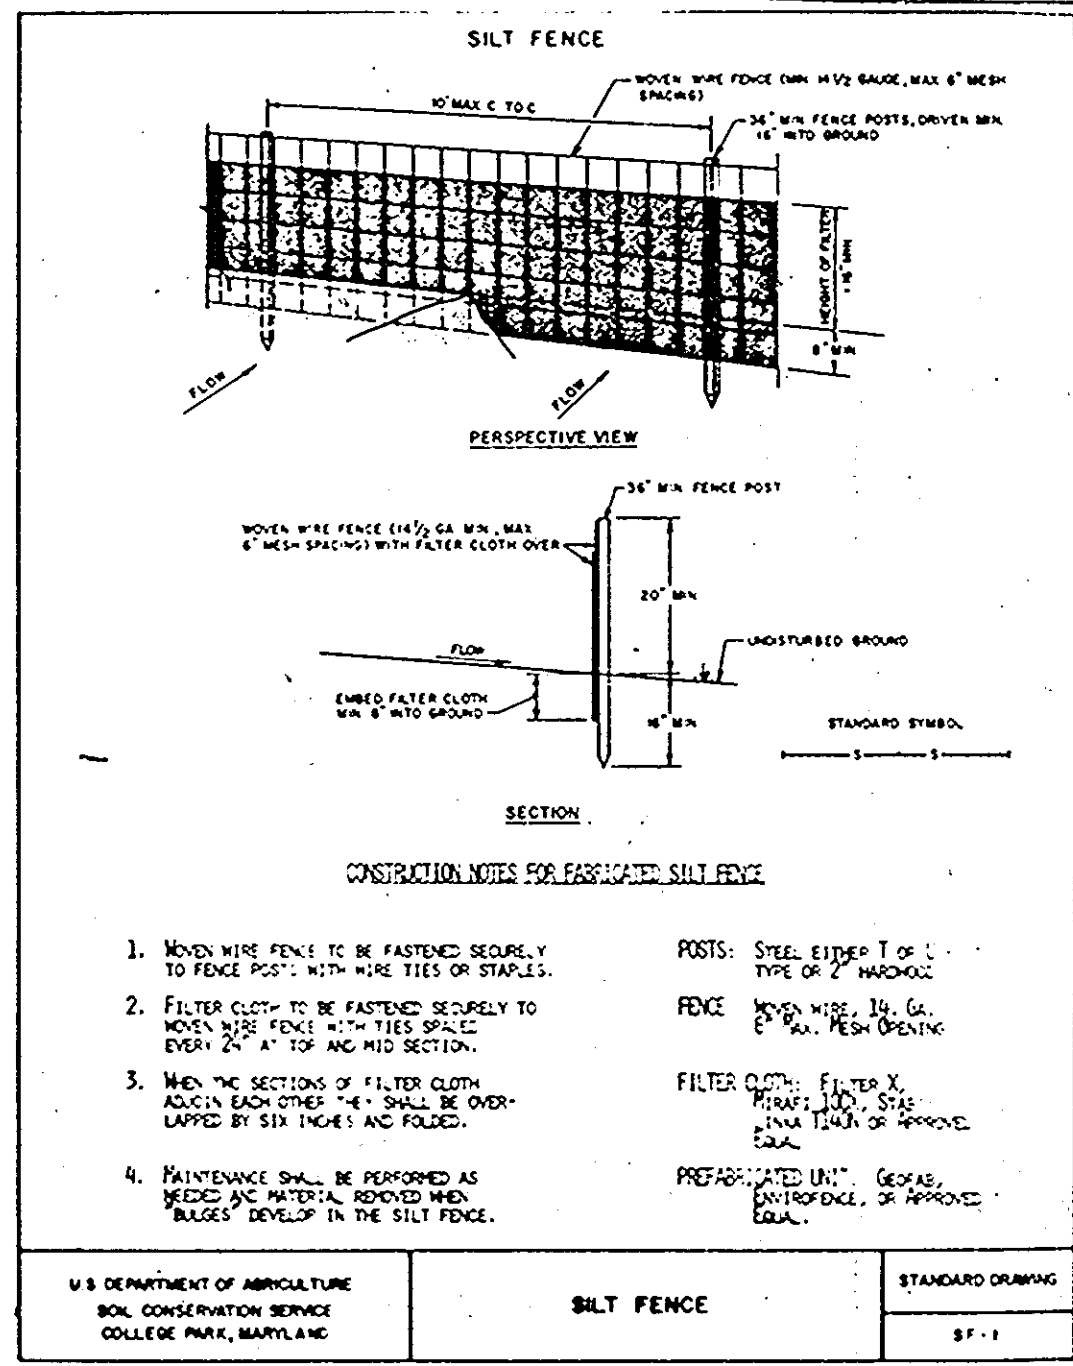 SILT FENCE
WOVEN WIRE FENCE (MIN 14 1/2 GAUGE, MAX 6" MESH
SPACING)
10' MAX C TO C
36" MIN FENCE POSTS, DRIVEN MIN
16" INTO GROUND
HEIGHT OF FILTER
16" MIN
8" MIN
FLOW
FLOW
PERSPECTIVE VIEW
36" MIN FENCE POST
WOVEN WIRE FENCE (14 1/2 GA MIN, MAX
6" MESH SPACING) WITH FILTER CLOTH OVER
20" MIN
UNDISTURBED GROUND
FLOW
EMBED FILTER CLOTH
MIN 8" INTO GROUND
16" MIN
STANDARD SYMBOL
S S
SECTION
CONSTRUCTION NOTES FOR FABRICATED SILT FENCE
1. WOVEN WIRE FENCE TO BE FASTENED SECURELY
TO FENCE POSTS WITH WIRE TIES OR STAPLES.
2. FILTER CLOTH TO BE FASTENED SECURELY TO
WOVEN WIRE FENCE WITH TIES SPACED
EVERY 24" AT TOP AND MID SECTION.
3. WHEN TWO SECTIONS OF FILTER CLOTH
ADJOIN EACH OTHER THEY SHALL BE OVER-
LAPPED BY SIX INCHES AND FOLDED.
4. MAINTENANCE SHALL BE PERFORMED AS
NEEDED AND MATERIAL REMOVED WHEN
"BULGES" DEVELOP IN THE SILT FENCE.
POSTS: STEEL EITHER T OR U
TYPE OR 2" HARDWOOD
FENCE WOVEN WIRE, 14. GA.
6" MAX. MESH OPENING
FILTER CLOTH: FILTER X,
MIRAFI 100X,
T140N OR APPROVED
EQUAL
PREFABRICATED UNIT: GEOFAB,
ENVIROFENCE, OR APPROVED
EQUAL.
U.S DEPARTMENT OF AGRICULTURE
SOIL CONSERVATION SERVICE
COLLEGE PARK, MARYLAND
SILT FENCE
STANDARD DRAWING
SF-1